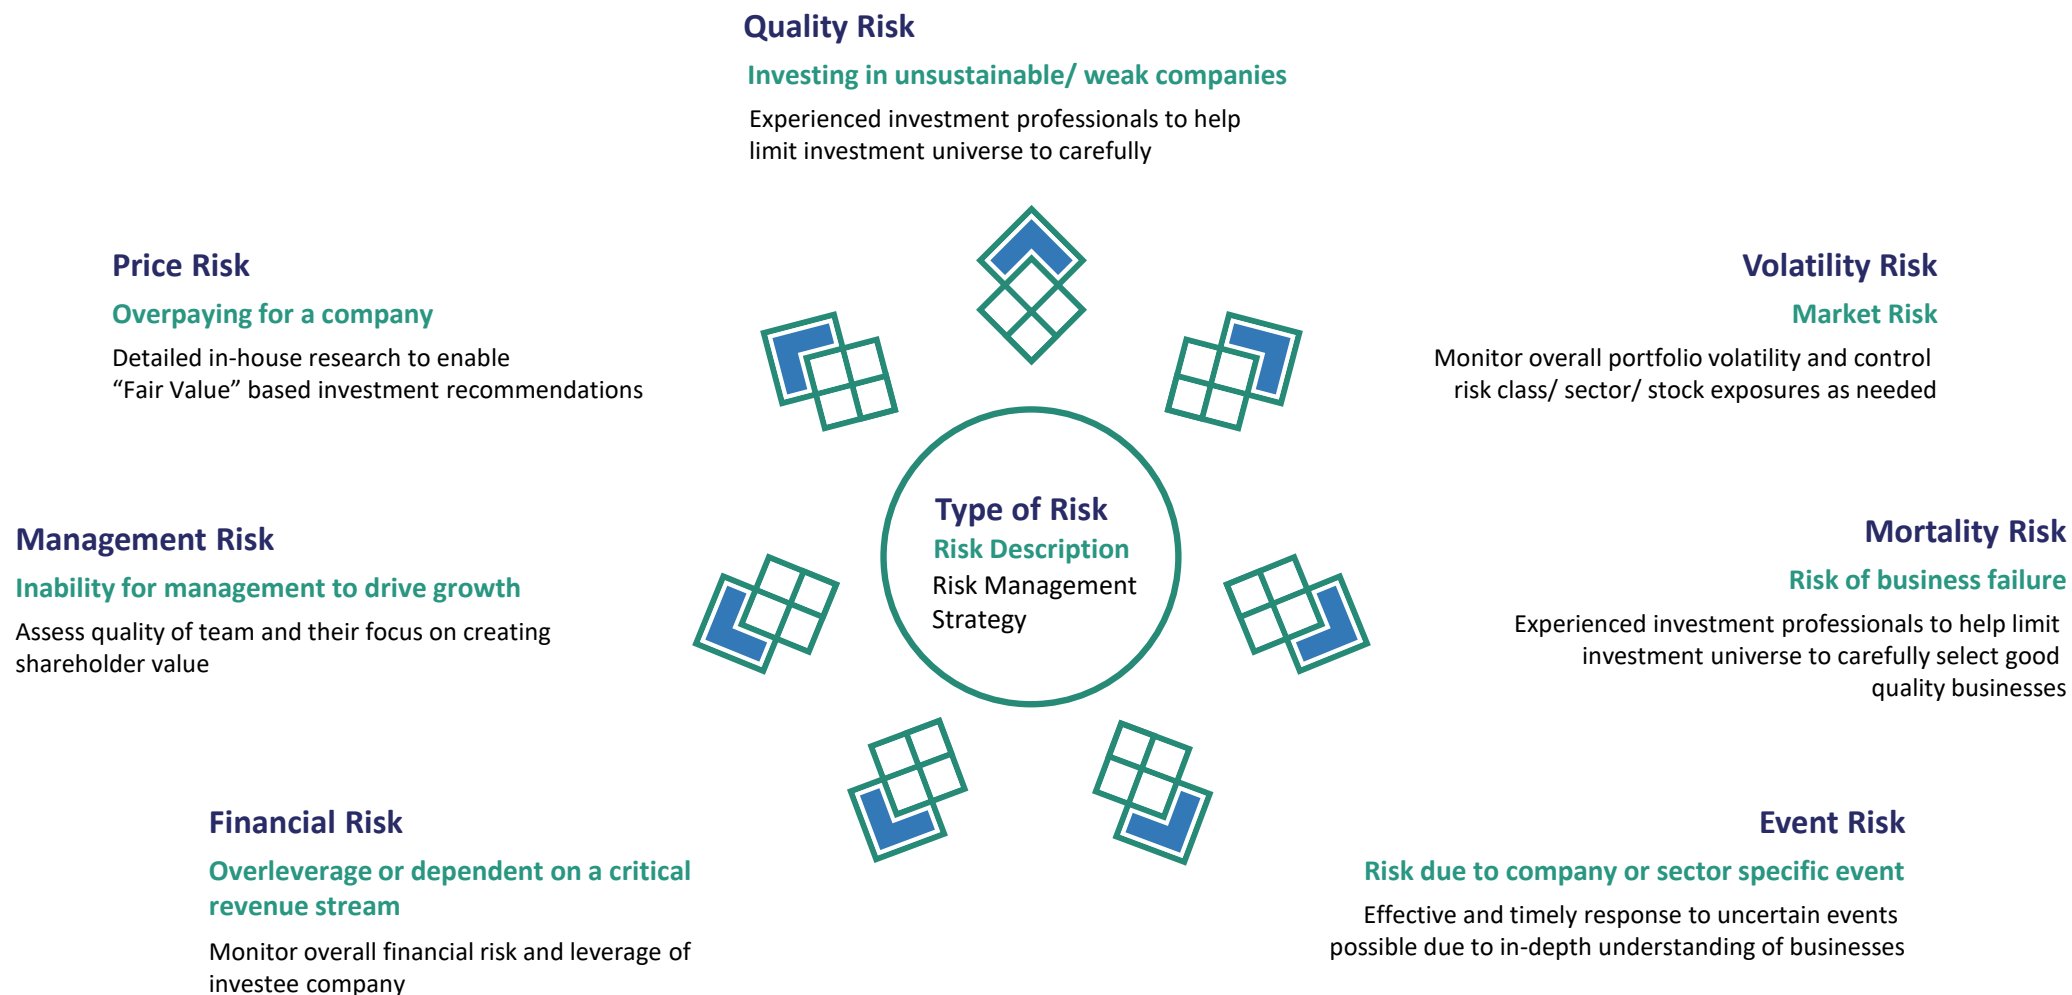 Quality Risk
Investing in unsustainable/ weak companies
Experienced investment professionals to help
limit investment universe to carefully
Price Risk
Overpaying for a company
Detailed in-house research to enable
“Fair Value” based investment recommendations
Volatility Risk
Market Risk
Monitor overall portfolio volatility and control
risk class/ sector/ stock exposures as needed
Type of Risk
Risk Description
Risk Management
Strategy
Management Risk
Inability for management to drive growth
Assess quality of team and their focus on creating
shareholder value
Mortality Risk
Risk of business failure
Experienced investment professionals to help limit
investment universe to carefully select good
quality businesses
Financial Risk
Overleverage or dependent on a critical
revenue stream
Monitor overall financial risk and leverage of
investee company
Event Risk
Risk due to company or sector specific event
Effective and timely response to uncertain events
possible due to in-depth understanding of businesses